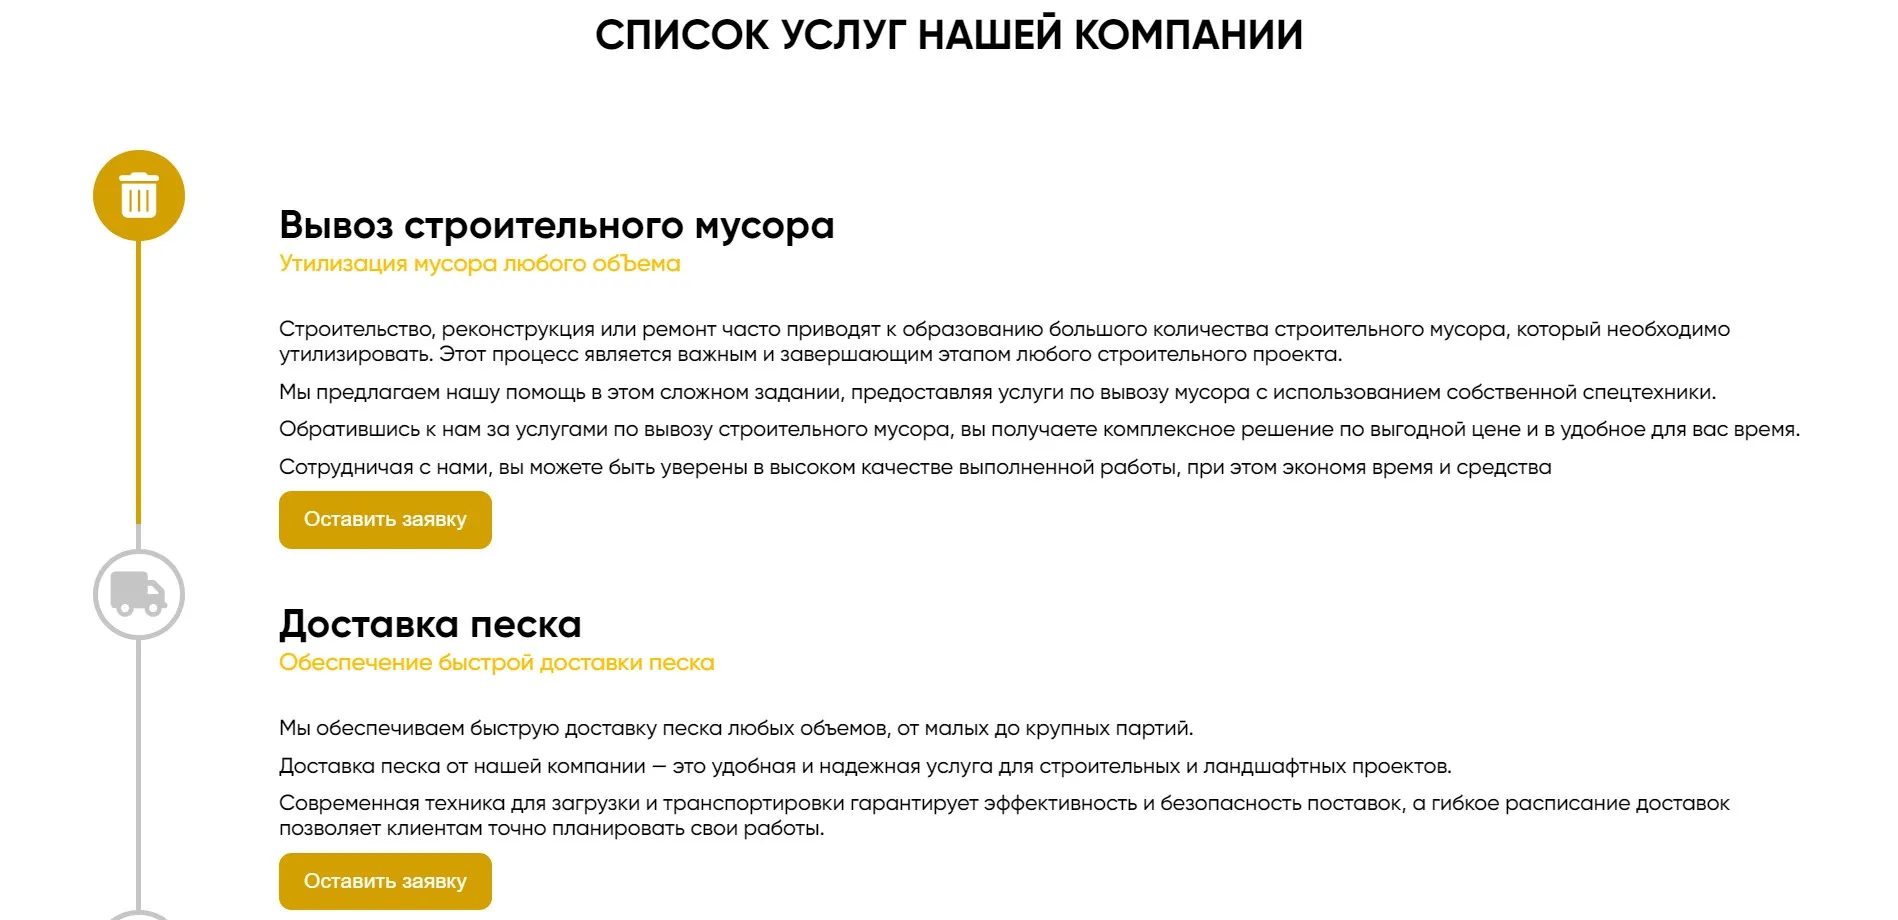 СПИСОК УСЛУГ НАШЕЙ КОМПАНИИ
Вывоз строительного мусора
Утилизация мусора любого обЪема
Строительство, реконструкция или ремонт часто приводят к образованию большого количества строительного мусора, который необходимо
утилизировать. Этот процесс является важным и завершающим этапом любого строительного проекта.
Мы предлагаем нашу помощь в этом сложном задании, предоставляя услуги по вывозу мусора с использованием собственной спецтехники.
Обратившись к нам за услугами по вывозу строительного мусора, вы получаете комплексное решение по выгодной цене и в удобное для вас время.
Сотрудничая с нами, вы можете быть уверены в высоком качестве выполненной работы, при этом экономя время и средства
Оставить заявку
Доставка песка
Обеспечение быстрой доставки песка
Мы обеспечиваем быструю доставку песка любых объемов, от малых до крупных партий.
Доставка песка от нашей компании — это удобная и надежная услуга для строительных и ландшафтных проектов.
Современная техника для загрузки и транспортировки гарантирует эффективность и безопасность поставок, а гибкое расписание доставок
позволяет клиентам точно планировать свои работы.
Оставить заявку